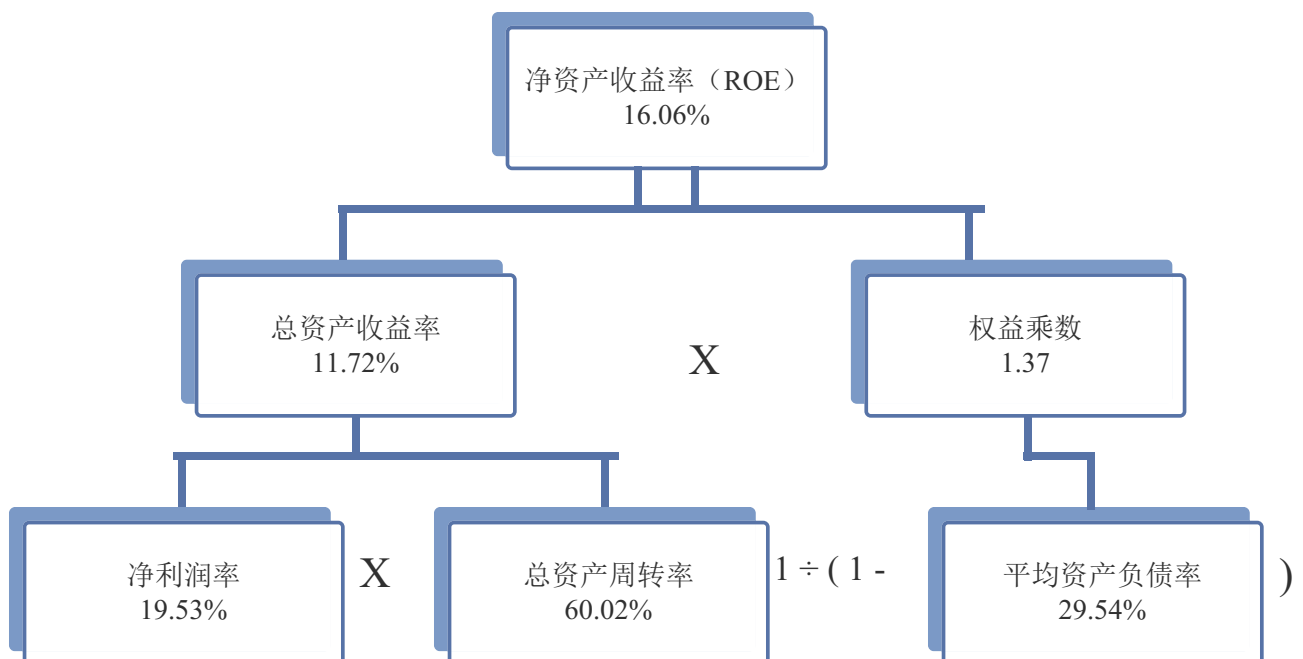 净资产收益率（ROE）
16.06%
总资产收益率
11.72%
X
权益乘数
1.37
净利润率
19.53%
X
总资产周转率
60.02%
1 ÷ ( 1 -
平均资产负债率
29.54%
)